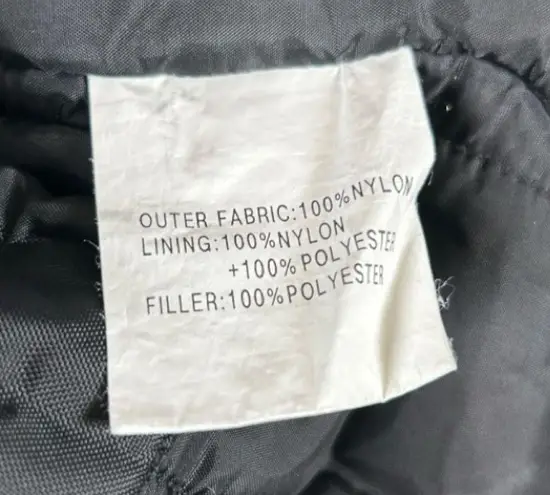 OUTER FABRIC:100%NYLON
LINING:100%NYLON
+100%POLYESTER
FILLER:100%POLYESTER